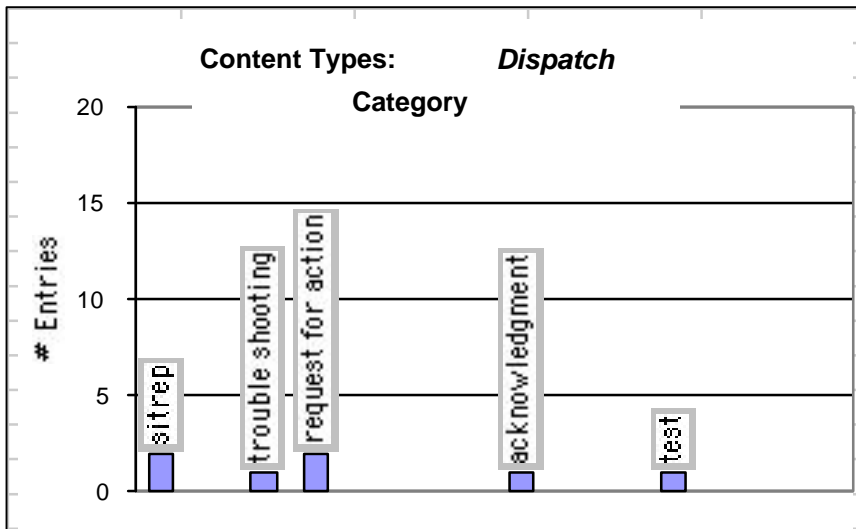 Content Types: Dispatch
Category
20
15
10
5
0
# Entries
sitrep
trouble shooting
request for action
acknowledgment
test